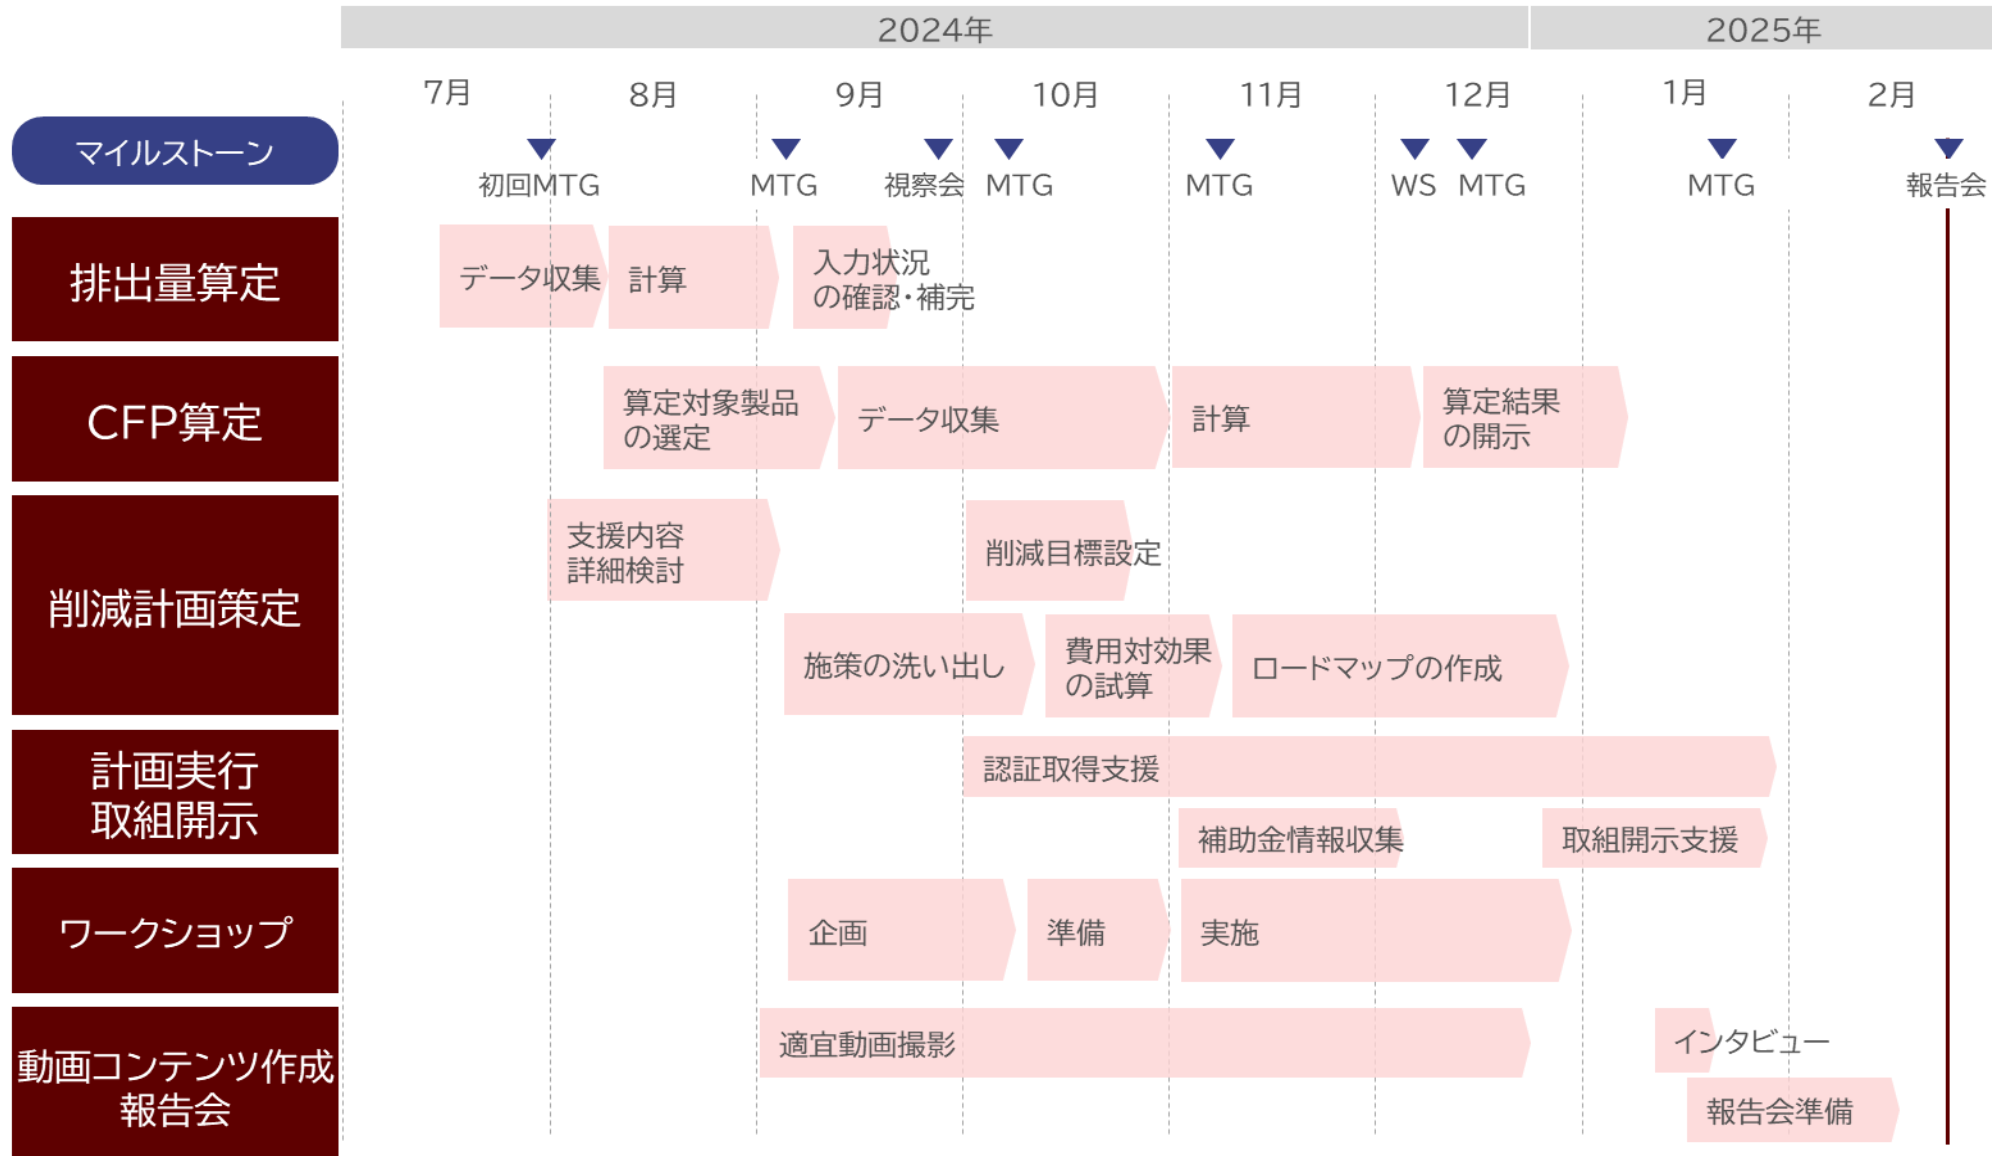 2024年
2025年
7月
8月
9月
10月
11月
12月
1月
2月
マイルストーン
初回MTG
MTG
視察会
MTG
MTG
WS
MTG
MTG
報告会
排出量算定
データ収集
計算
入力状況
の確認・補完
CFP算定
算定対象製品
の選定
データ収集
計算
算定結果
の開示
削減計画策定
支援内容
詳細検討
削減目標設定
施策の洗い出し
費用対効果
の試算
ロードマップの作成
計画実行
取組開示
認証取得支援
補助金情報収集
取組開示支援
ワークショップ
企画
準備
実施
動画コンテンツ作成
報告会
適宜動画撮影
インタビュー
報告会準備